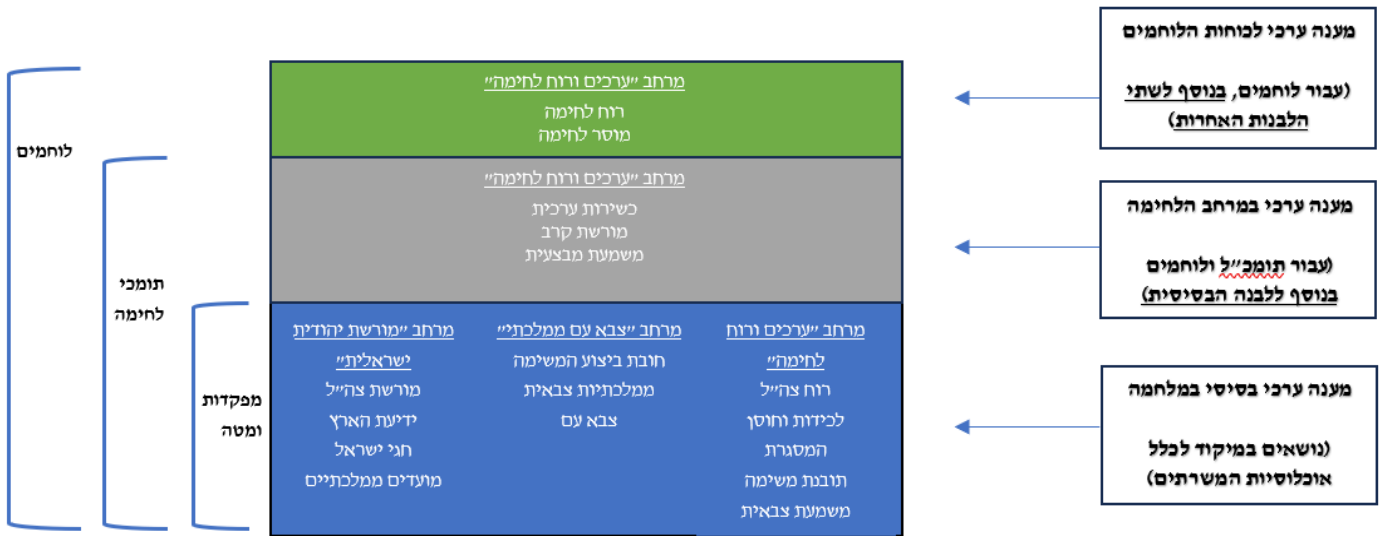 מענה ערכי לכוחות הלוחמים
(עבור לוחמים, בנוסף לשתי
הלבנות האחרות)
מרחב "ערכים ורוח לחימה"
רוח לחימה
מוסר לחימה
לוחמים
מענה ערכי במרחב הלחימה
(עבור תומכ"ל ולוחמים
בנוסף ללבנה הבסיסית)
מרחב "ערכים ורוח לחימה"
כשירות ערכית
מורשת קרב
משמעת מבצעית
תומכי
לחימה
מענה ערכי בסיסי במלחמה
(נושאים במיקוד לכלל
אוכלוסיות המשרתים)
מרחב "ערכים ורוח
לחימה"
רוח צה"ל
לכידות וחוסן
המסגרת
תובנת משימה
משמעת צבאית
מרחב "צבא עם ממלכתי"
חובת ביצוע המשימה
ממלכתיות צבאית
צבא עם
מרחב "מורשת יהודית
ישראלית"
מורשת צה"ל
ידיעת הארץ
חגי ישראל
מועדים ממלכתיים
מפקדות
ומטה